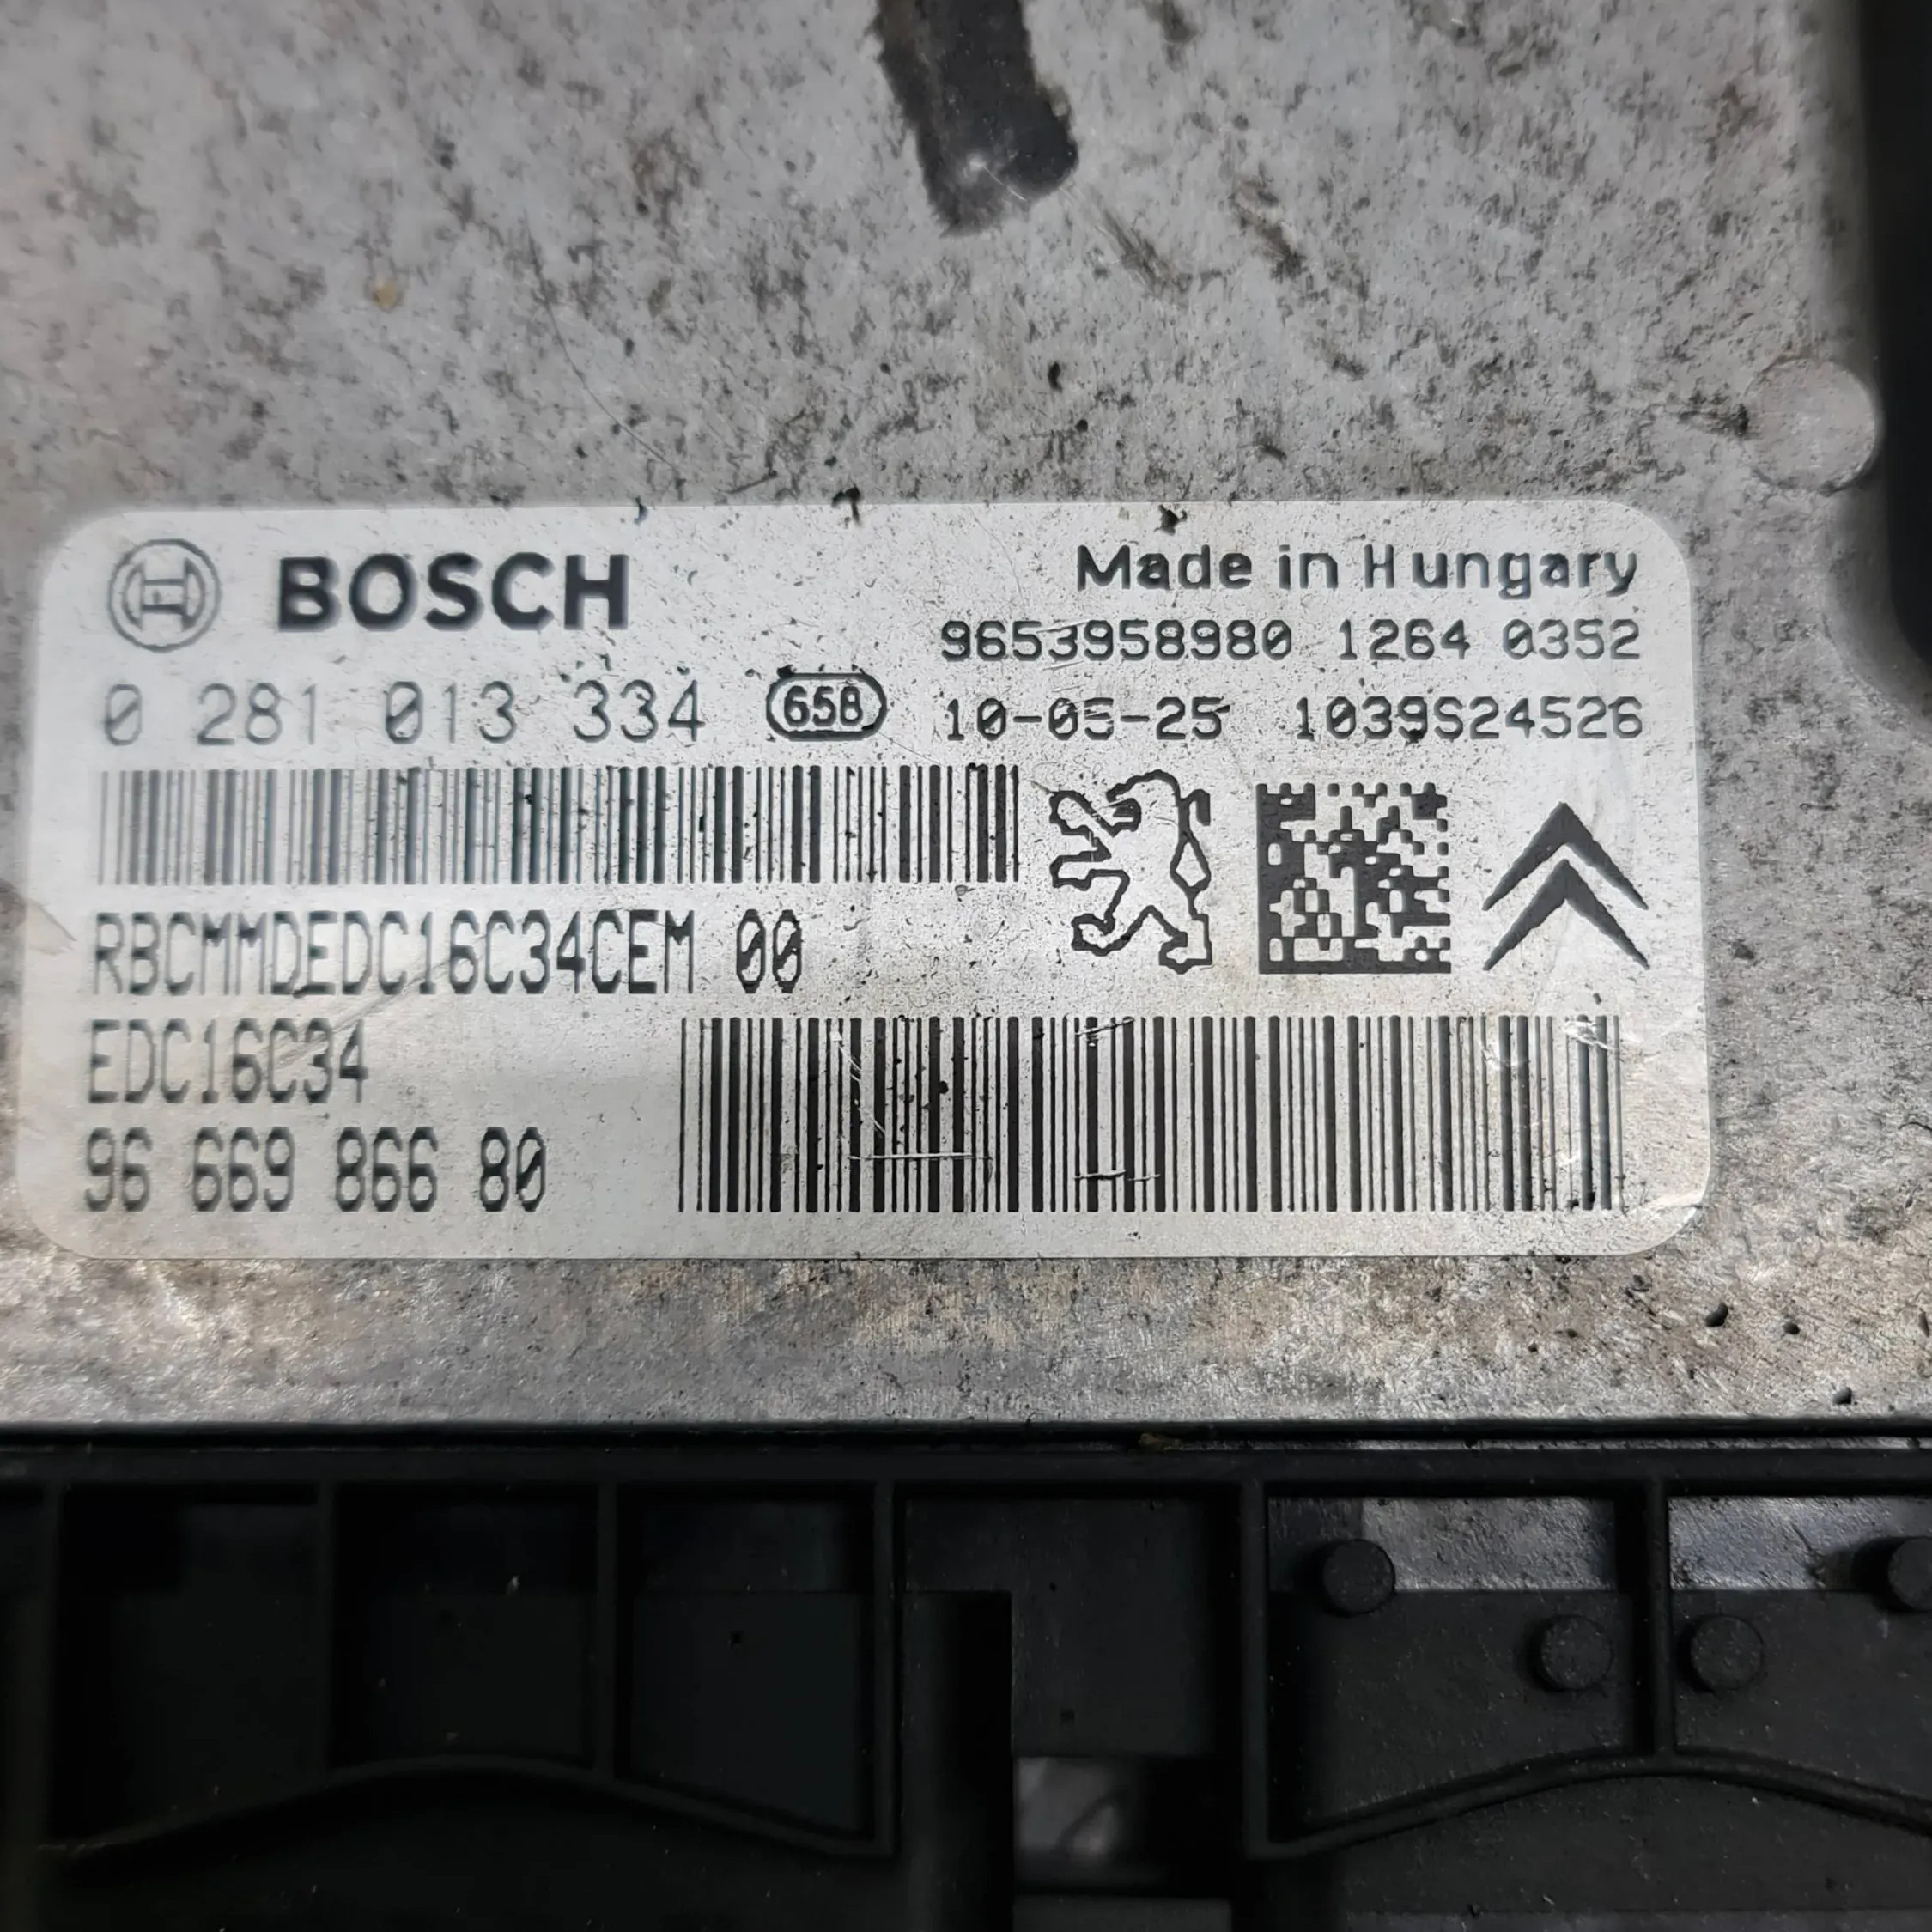 BOSCH
Made in Hungary
9653958980 1264 0352
0 281 013 334 658 10-05-25 1039S24526
RBCMMDEDC16C34CEM 00
EDC16C34
96 669 866 80